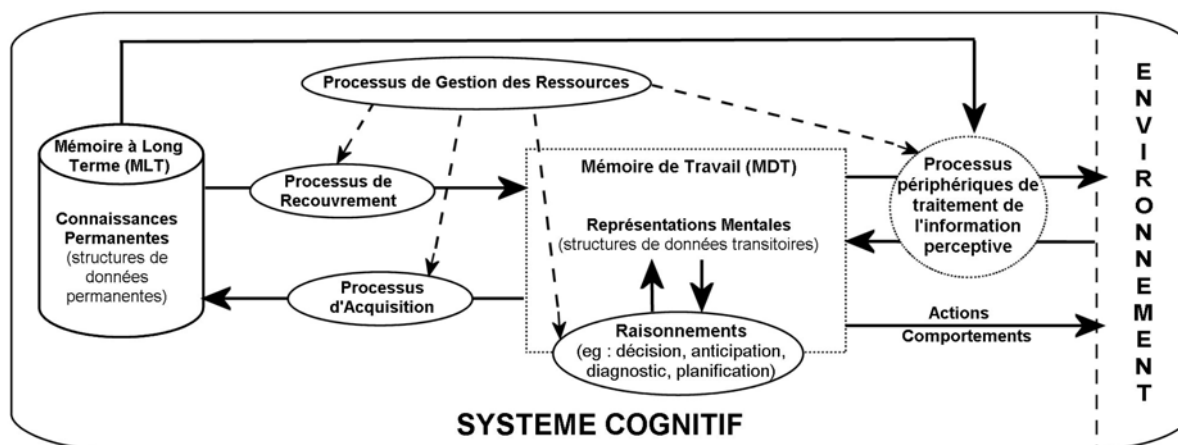 Processus de Gestion des Ressources
Mémoire à Long
Terme (MLT)
Connaissances
Permanentes
(structures de
données
permanentes)
Processus de
Recouvrement
Processus
d'Acquisition
Mémoire de Travail (MDT)
Représentations Mentales
(structures de données transitoires)
Raisonnements
(eg : décision, anticipation,
diagnostic, planification)
Processus
périphériques de
traitement de
l'information
perceptive
Actions
Comportements
ENVIRONNEMENT
SYSTEME COGNITIF